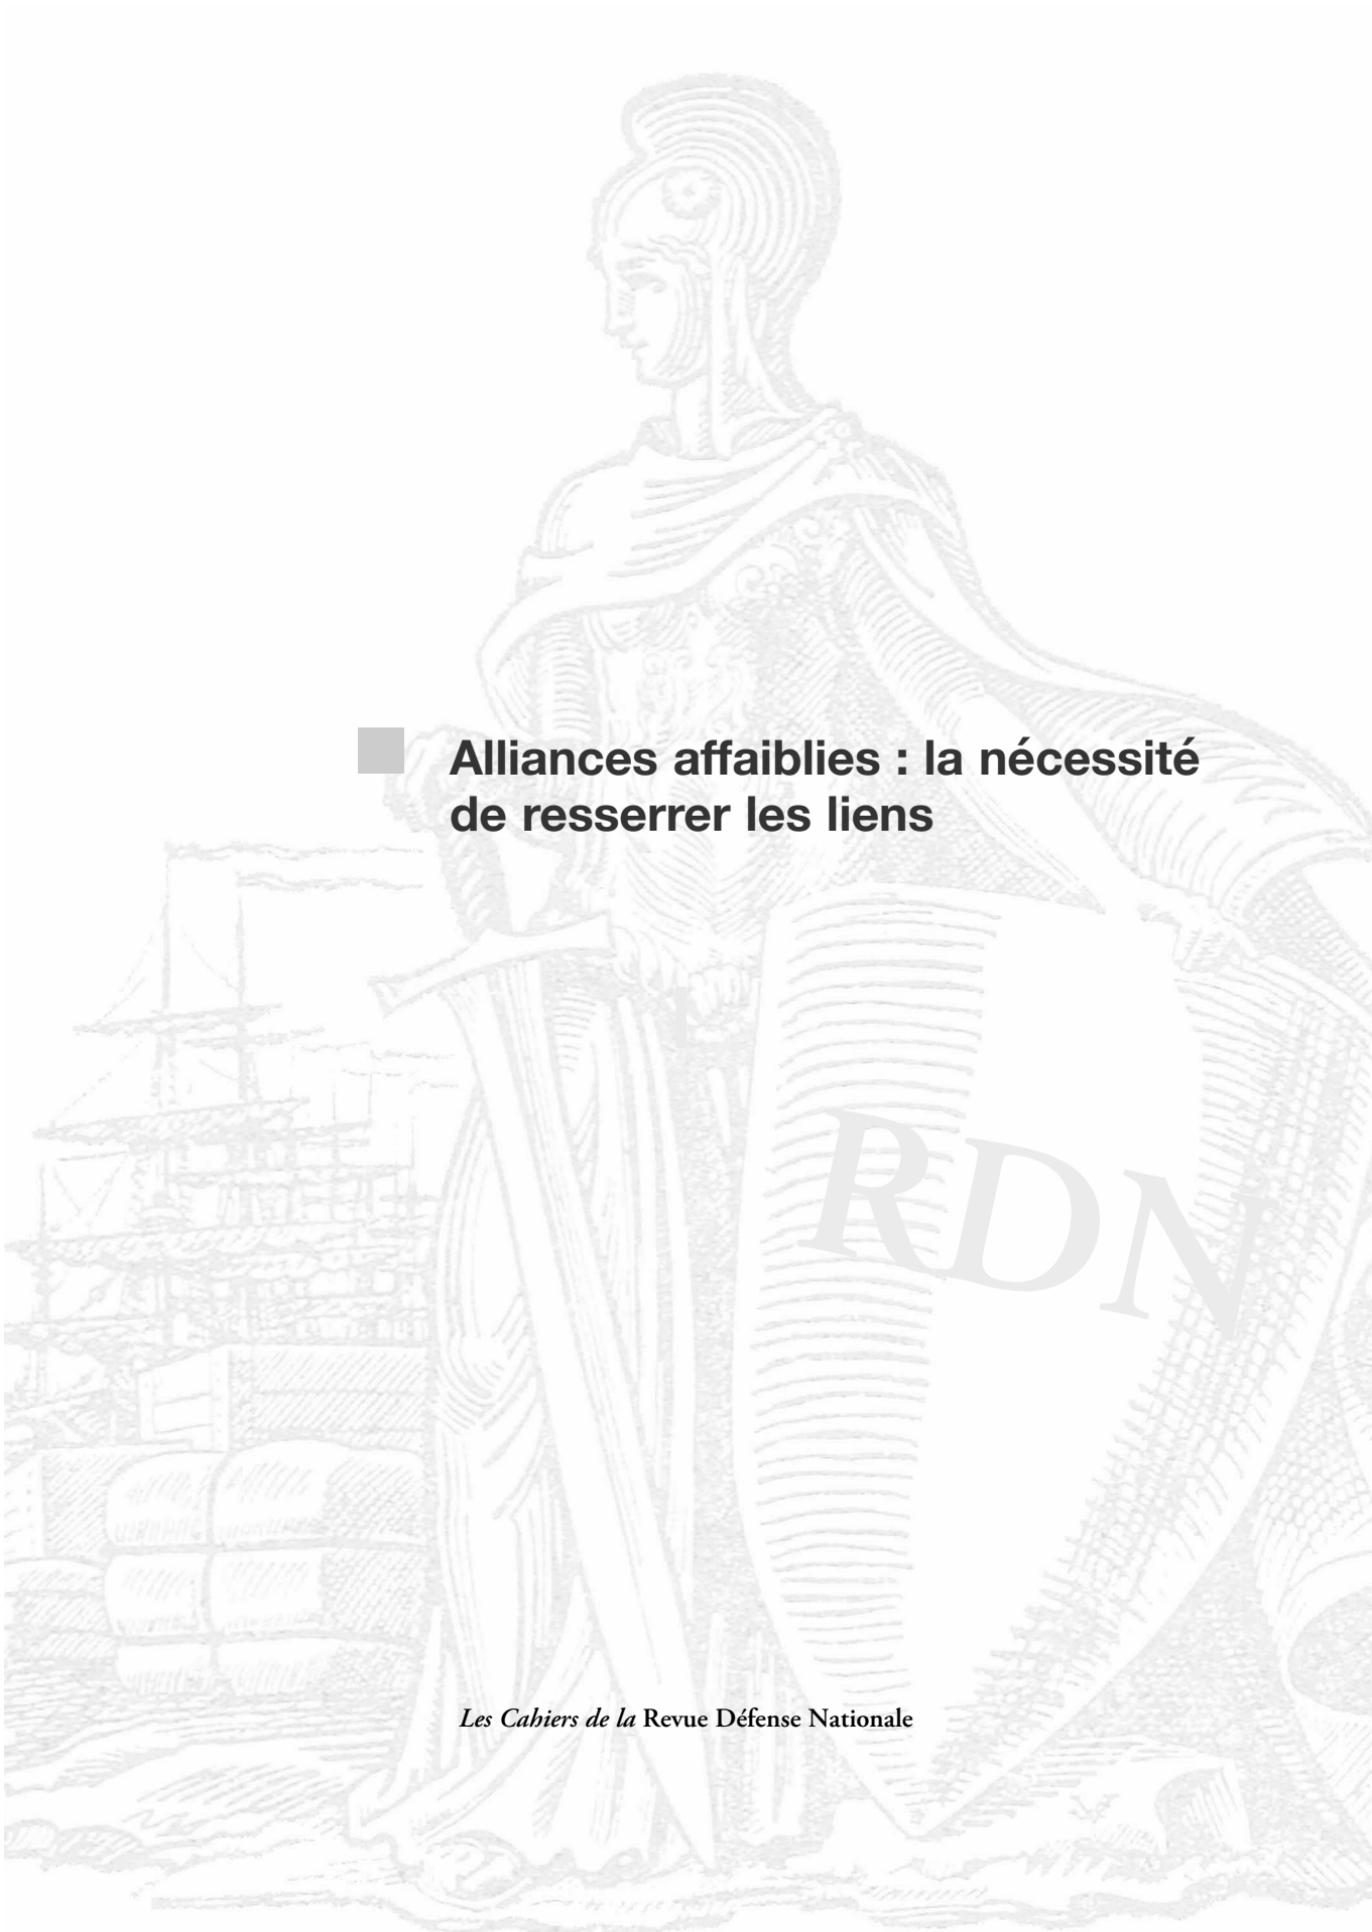 Alliances affaiblies : la nécessité
de resserrer les liens
RDN
Les Cahiers de la Revue Défense Nationale